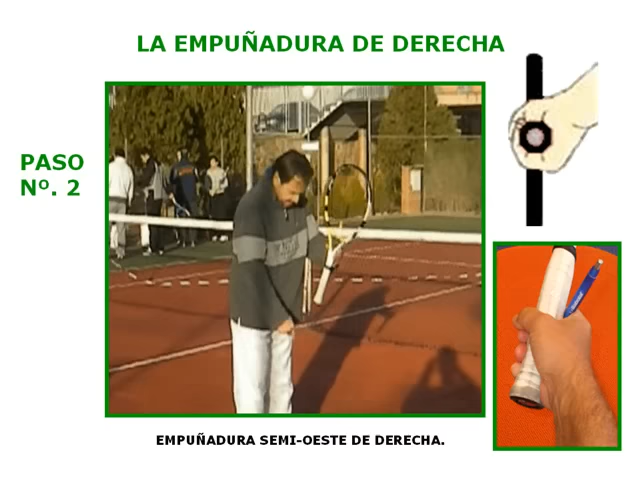 LA EMPUÑADURA DE DERECHA
PASO
Nº. 2
EMPUÑADURA SEMI-OESTE DE DERECHA.